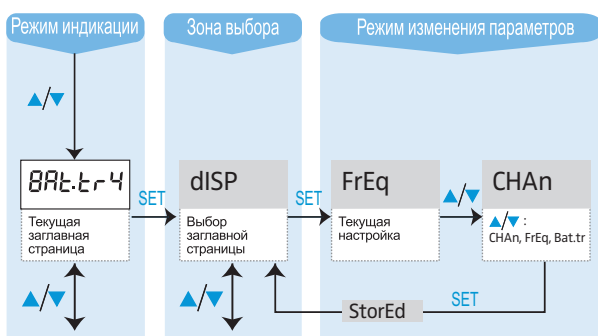 Режим индикации
Зона выбора
Режим изменения параметров
▲/▼
BAt.tr4
SET
dISP
SET
FrEq
▲/▼
CHAn
Текущая
заглавная
страница
Выбор
заглавной
страницы
Текущая
настройка
▲/▼ :
CHAn, FrEq, Bat.tr
▲/▼
▲/▼
StorEd
SET